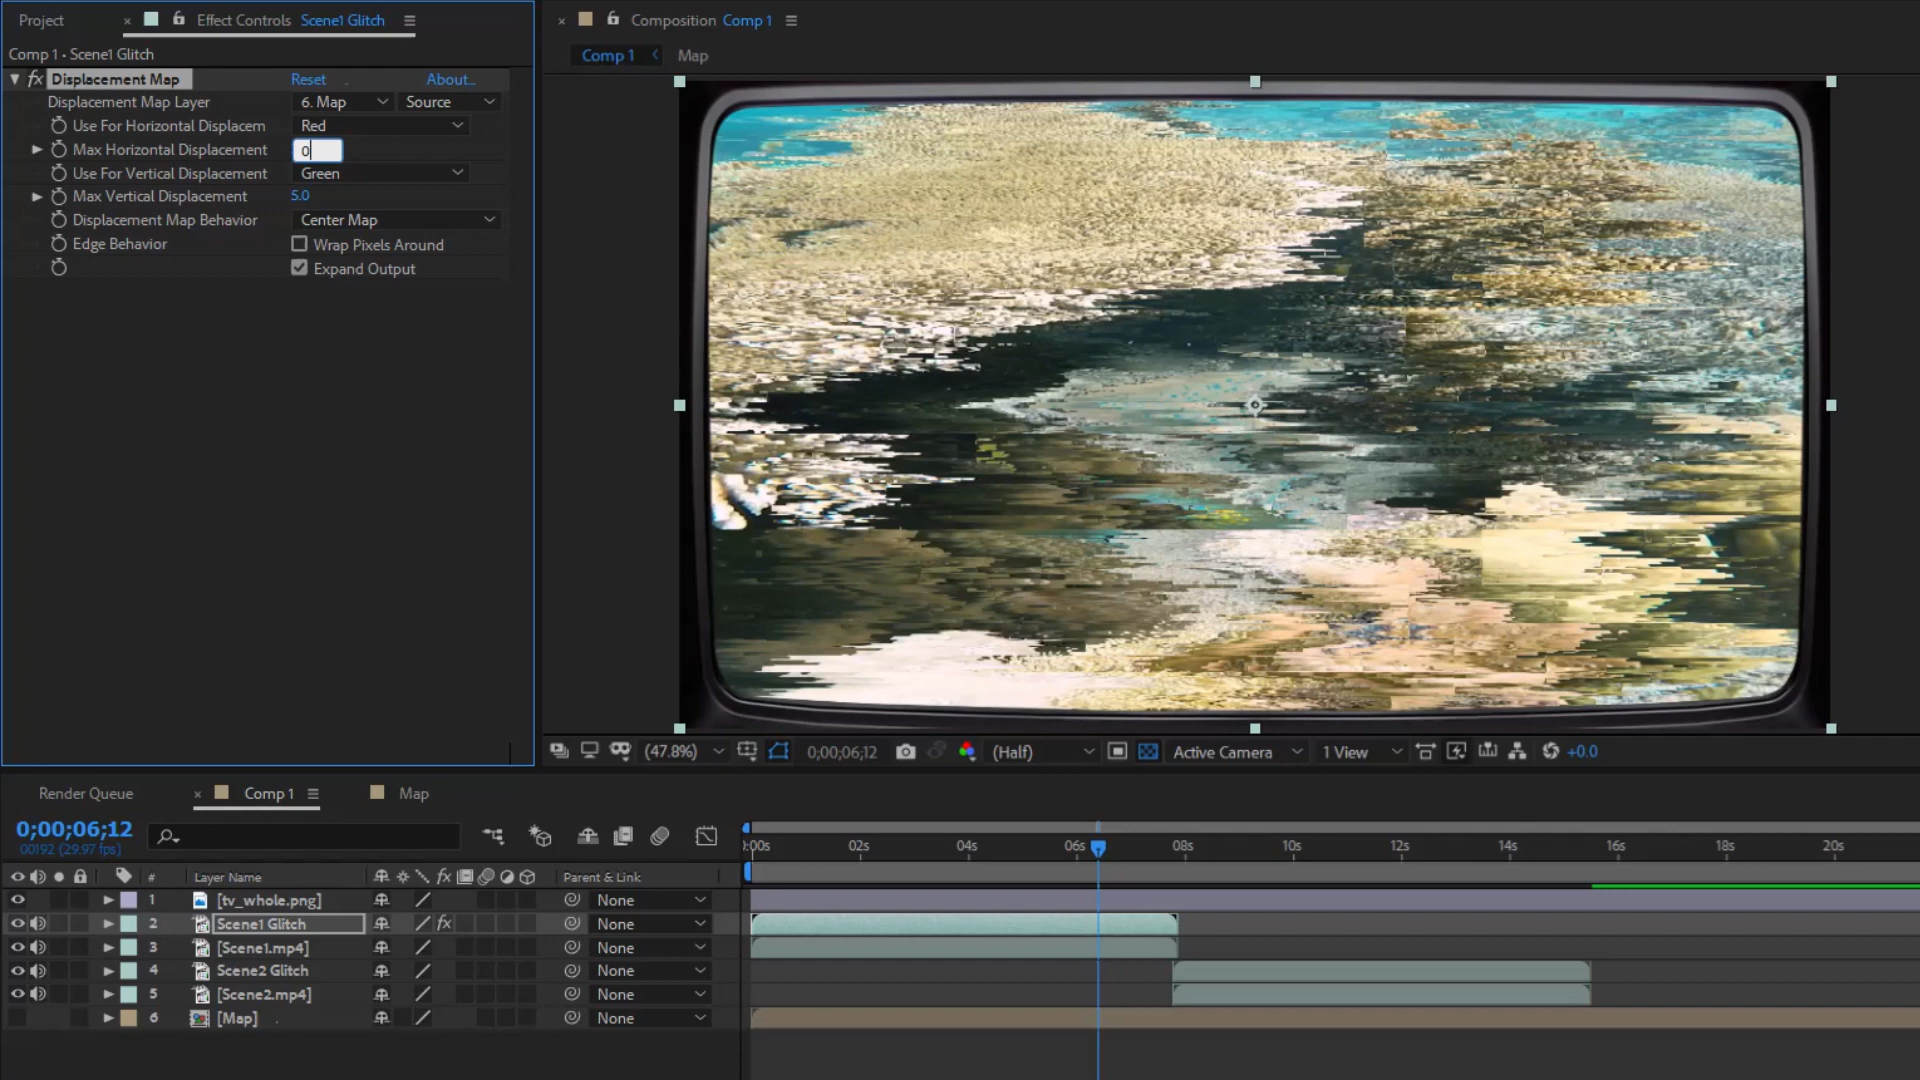 Project × Effect Controls Scene1 Glitch
Comp 1 • Scene1 Glitch
fx Displacement Map Reset About...
Displacement Map Layer 6. Map Source
Use For Horizontal Displacem Red
Max Horizontal Displacement 0
Use For Vertical Displacement Green
Max Vertical Displacement 5.0
Displacement Map Behavior Center Map
Edge Behavior Wrap Pixels Around
Expand Output
× Composition Comp 1
Comp 1 Map
(47.8%) 0;00;06;12 (Half) Active Camera 1 View +0.0
Render Queue × Comp 1 Map
0;00;06;12
00192 (29.97 fps)
:00s 02s 04s 06s 08s 10s 12s 14s 16s 18s 20s
# Layer Name fx Parent & Link
1 [tv_whole.png] None
2 Scene1 Glitch fx None
3 [Scene1.mp4] None
4 Scene2 Glitch None
5 [Scene2.mp4] None
6 [Map] None